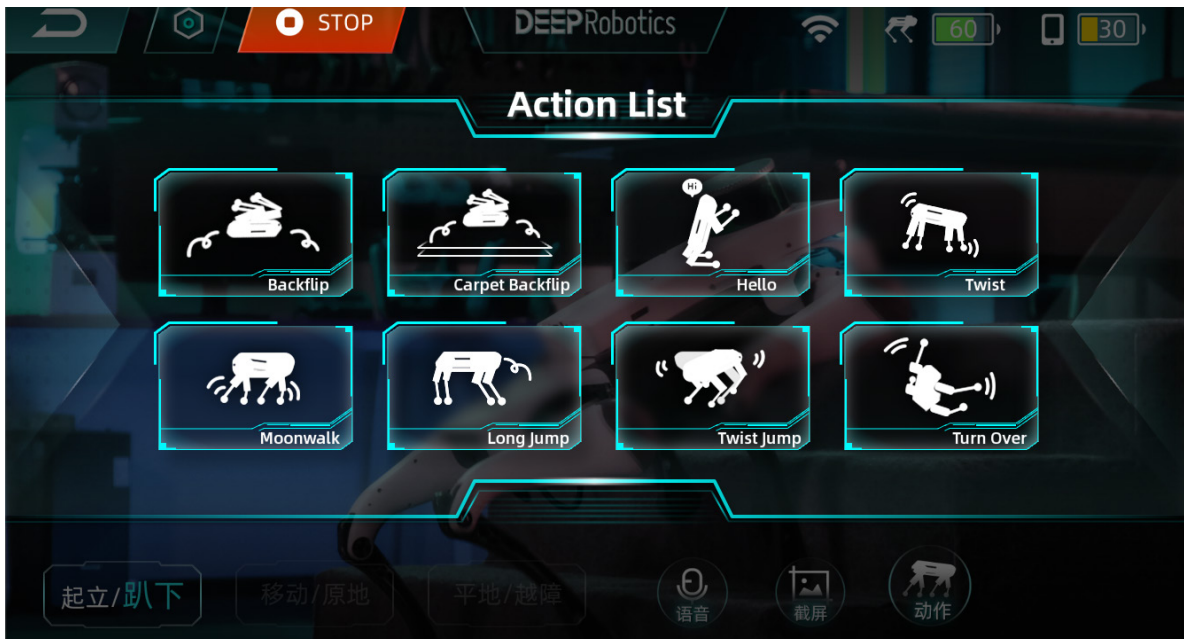 STOP
DEEPRobotics
60
30
Action List
Hi
Backflip
Carpet Backflip
Hello
Twist
Moonwalk
Long Jump
Twist Jump
Turn Over
起立/趴下
移动/原地
平地/越障
语音
截屏
动作